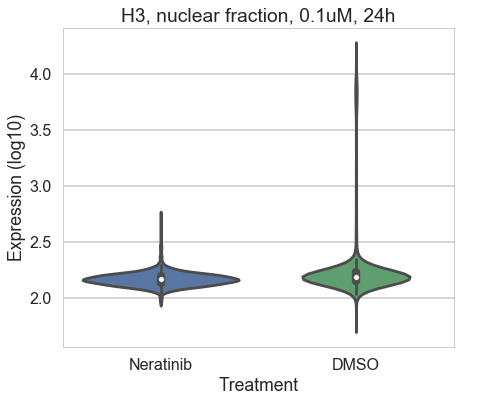 H3, nuclear fraction, 0.1uM, 24h
Expression (log10)
4.0
3.5
3.0
2.5
2.0
Neratinib DMSO
Treatment